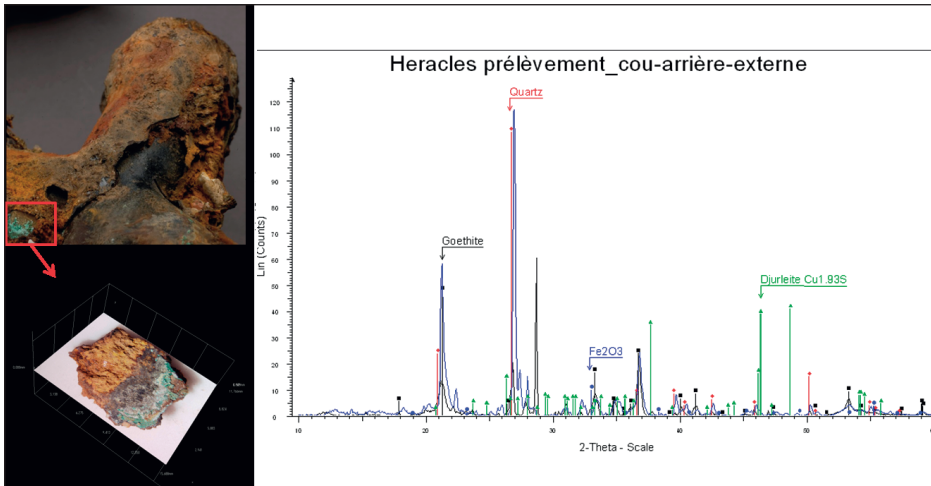 Heracles prélèvement_cou-arrière-externe
Lin (Counts)
120
110
100
90
80
70
60
50
40
30
20
10
0
Quartz
Goethite
Djurleite Cu1.93S
Fe2O3
10
20
30
40
50
2-Theta - Scale